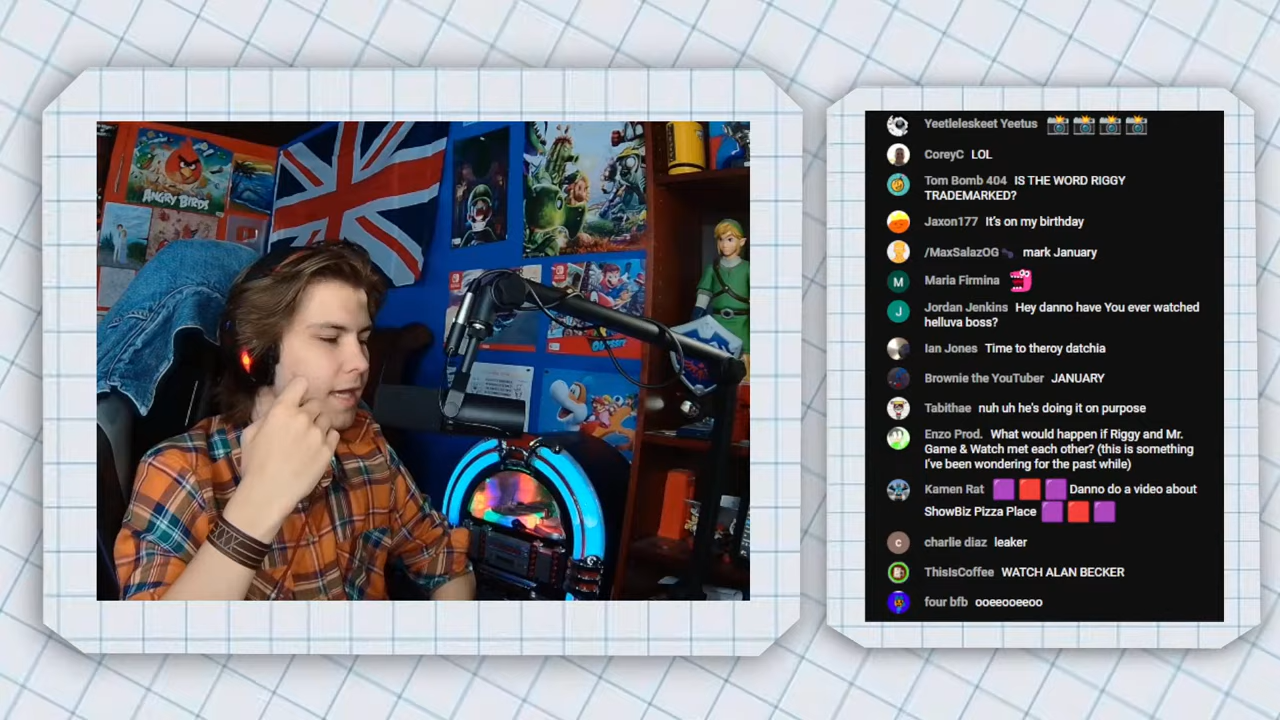 ANGRY BIRDS
Yeetleleskeet Yeetus
CoreyC LOL
Tom Bomb 404 IS THE WORD RIGGY
TRADEMARKED?
Jaxon177 It's on my birthday
/MaxSalazOG mark January
Maria Firmina
M
Jordan Jenkins Hey danno have You ever watched
J
helluva boss?
Ian Jones Time to theroy datchia
Brownie the YouTuber JANUARY
Tabithae nuh uh he's doing it on purpose
Enzo Prod. What would happen if Riggy and Mr.
Game & Watch met each other? (this is something
I've been wondering for the past while)
Kamen Rat Danno do a video about
ShowBiz Pizza Place
c
charlie diaz leaker
ThisIsCoffee WATCH ALAN BECKER
four bfb ooeeooeeoo